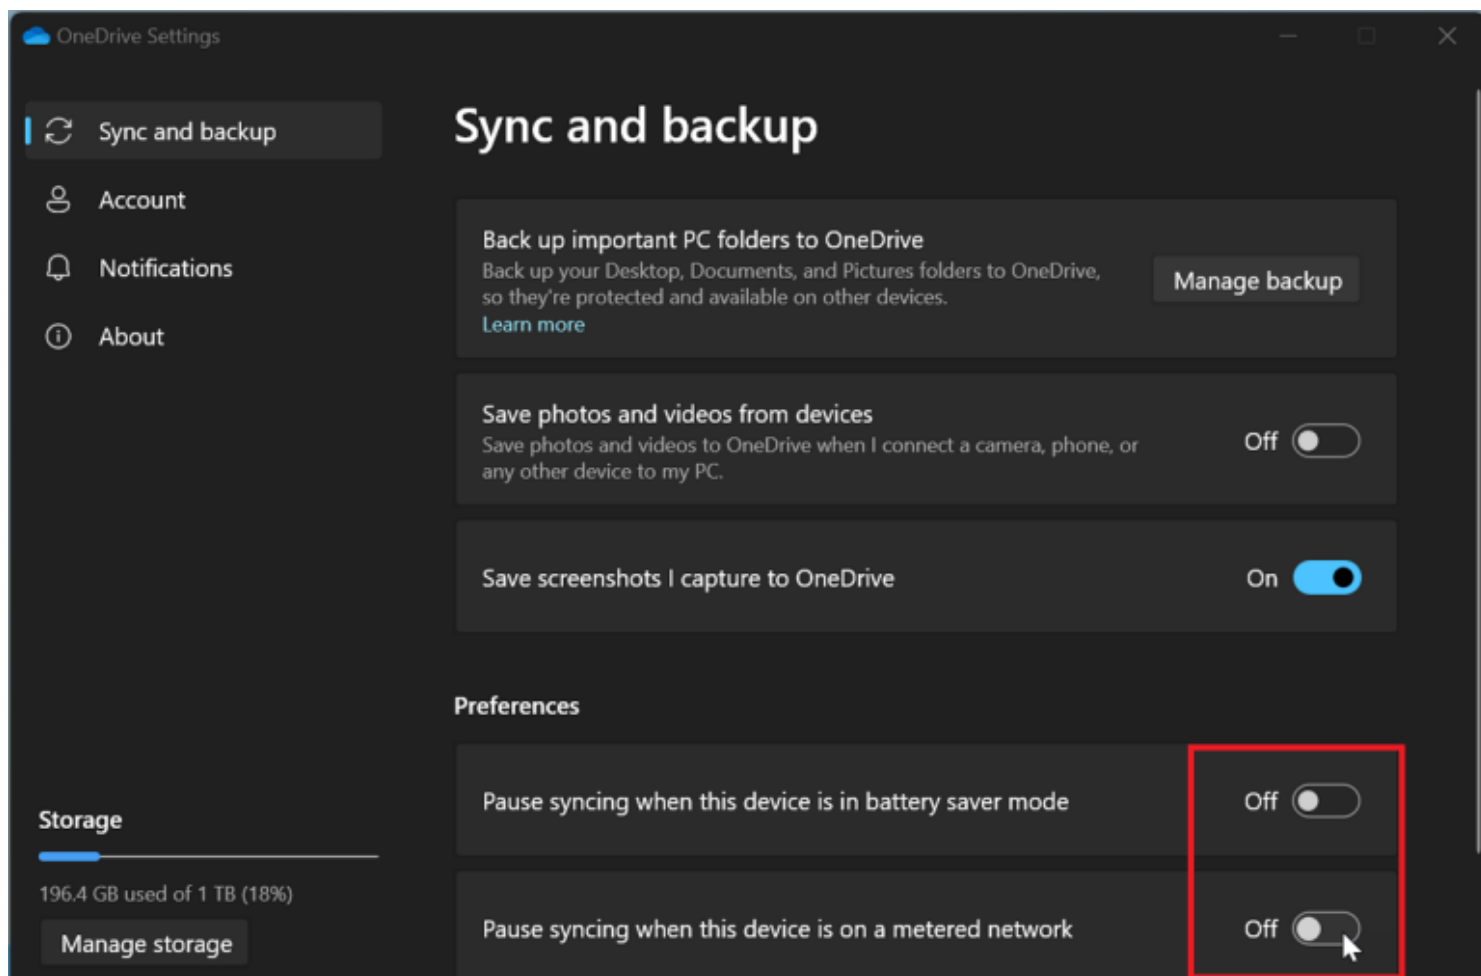 OneDrive Settings
Sync and backup
Account
Notifications
About
Storage
196.4 GB used of 1 TB (18%)
Manage storage
Sync and backup
Back up important PC folders to OneDrive
Back up your Desktop, Documents, and Pictures folders to OneDrive,
so they're protected and available on other devices.
Learn more
Manage backup
Save photos and videos from devices
Save photos and videos to OneDrive when I connect a camera, phone, or
any other device to my PC.
Off
Save screenshots I capture to OneDrive
On
Preferences
Pause syncing when this device is in battery saver mode
Off
Pause syncing when this device is on a metered network
Off